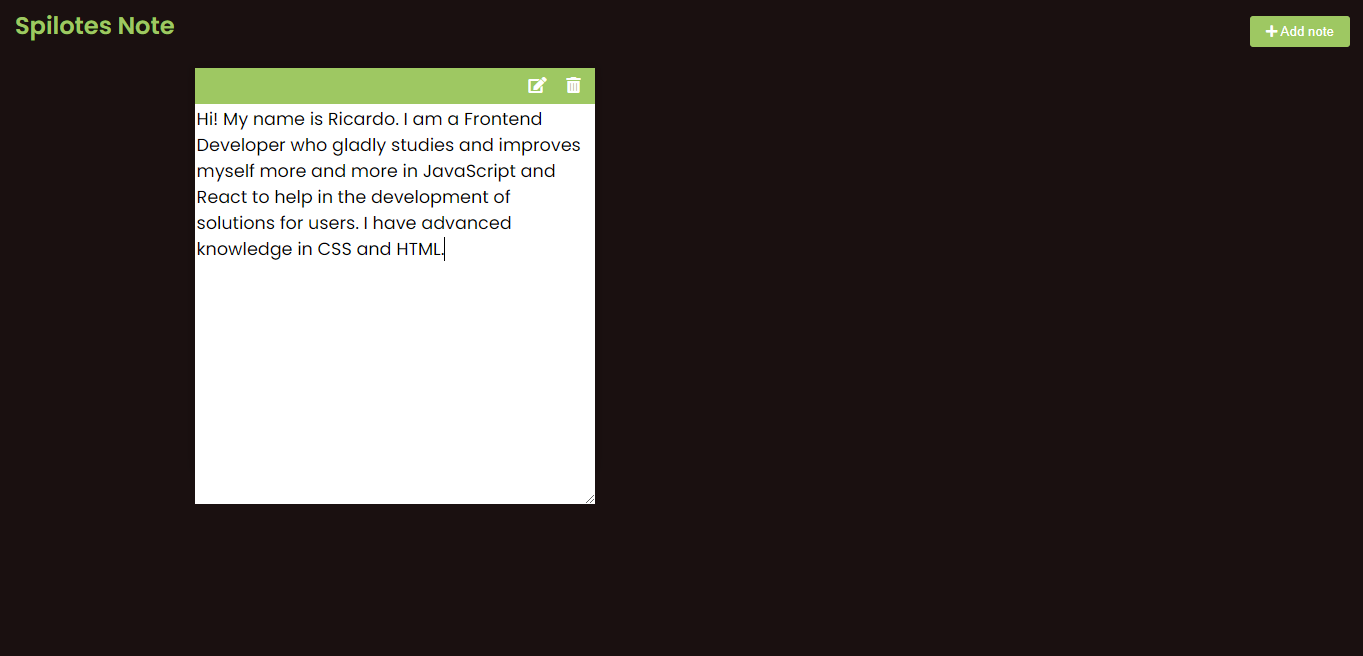 Spilotes Note
Add note
Hi! My name is Ricardo. I am a Frontend
Developer who gladly studies and improves
myself more and more in JavaScript and
React to help in the development of
solutions for users. I have advanced
knowledge in CSS and HTML.